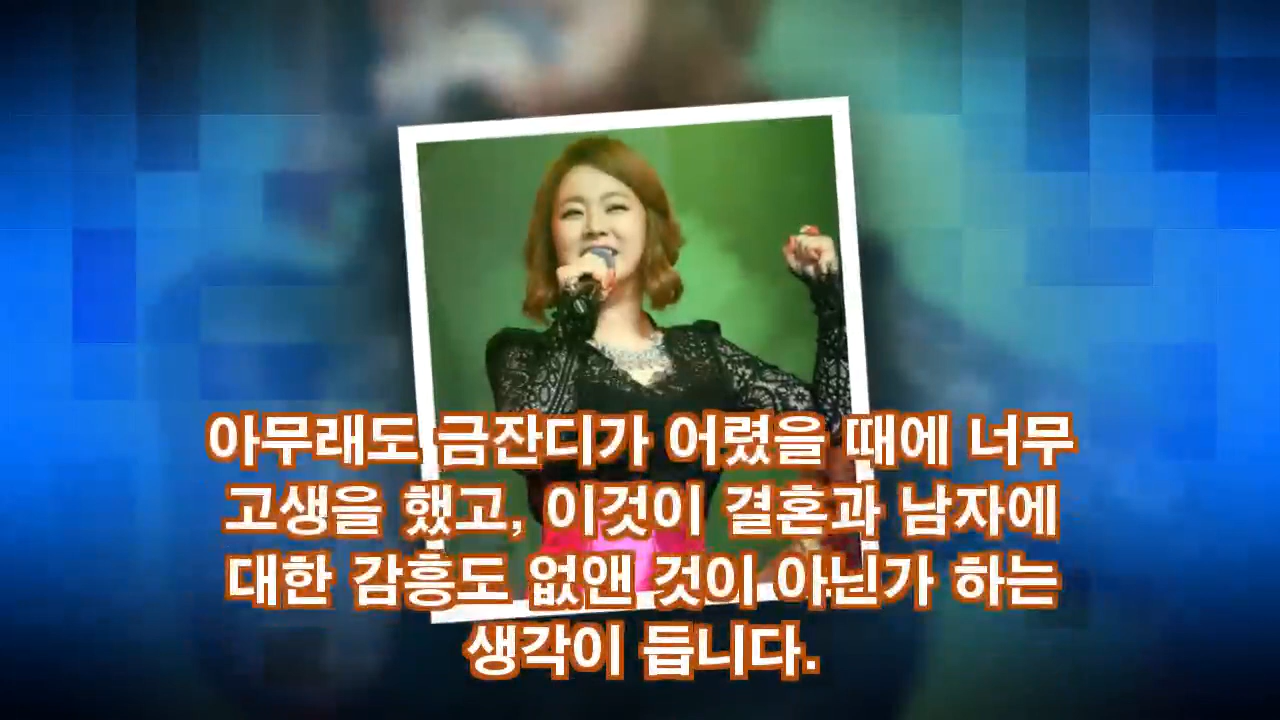 아무래도 금잔디가 어렸을 때에 너무
고생을 했고, 이것이 결혼과 남자에
대한 감흥도 없앤 것이 아닌가 하는
생각이 듭니다.